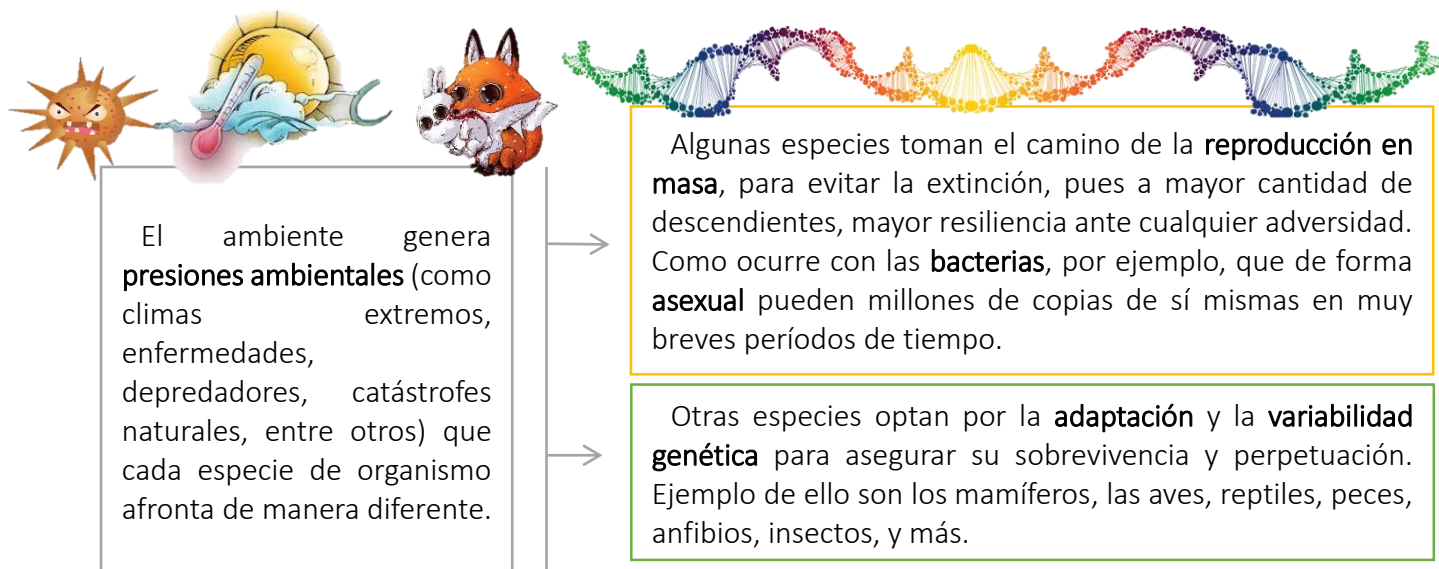 El ambiente genera
presiones ambientales (como
climas extremos,
enfermedades,
depredadores, catástrofes
naturales, entre otros) que
cada especie de organismo
afronta de manera diferente.
Algunas especies toman el camino de la reproducción en
masa, para evitar la extinción, pues a mayor cantidad de
descendientes, mayor resiliencia ante cualquier adversidad.
Como ocurre con las bacterias, por ejemplo, que de forma
asexual pueden millones de copias de sí mismas en muy
breves períodos de tiempo.
Otras especies optan por la adaptación y la variabilidad
genética para asegurar su sobrevivencia y perpetuación.
Ejemplo de ello son los mamíferos, las aves, reptiles, peces,
anfibios, insectos, y más.